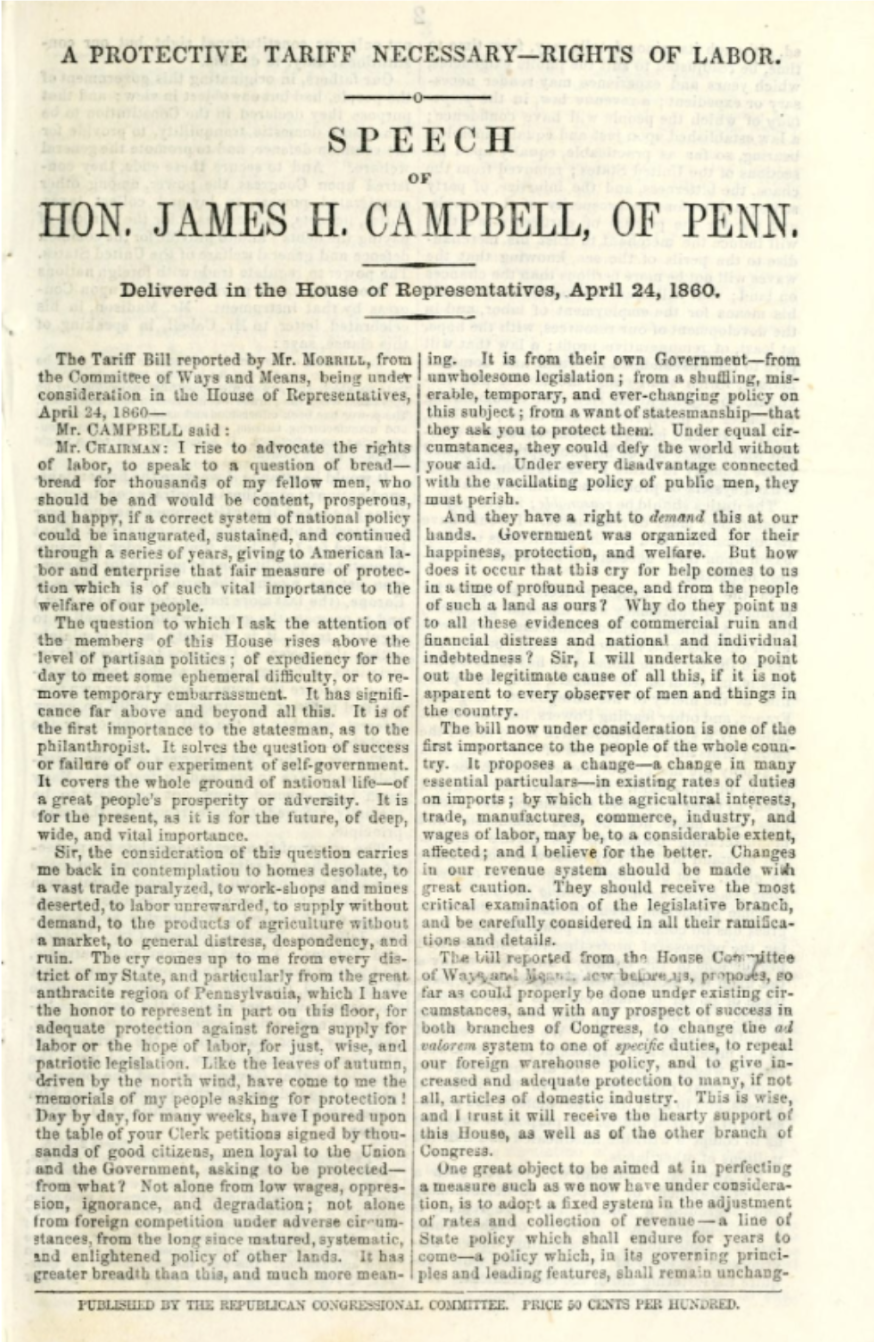 A PROTECTIVE TARIFF NECESSARY—RIGHTS OF LABOR.
SPEECH
OF
HON. JAMES H. CAMPBELL, OF PENN.
Delivered in the House of Representatives, April 24, 1860.
The Tariff Bill reported by Mr. MORRILL, from
the Committee of Ways and Means, being under
consideration in the House of Representatives,
April 24, 1860—
Mr. CAMPBELL said:
Mr. CHAIRMAN: I rise to advocate the rights
of labor, to speak to a question of bread—
bread for thousands of my fellow men, who
should be and would be content, prosperous,
and happy, if a correct system of national policy
could be inaugurated, sustained, and continued
through a series of years, giving to American la-
bor and enterprise that fair measure of protec-
tion which is of such vital importance to the
welfare of our people.
The question to which I ask the attention of
the members of this House rises above the
level of partisan politics; of expediency for the
day to meet some ephemeral difficulty, or to re-
move temporary embarrassment. It has signifi-
cance far above and beyond all this. It is of
the first importance to the statesman, as to the
philanthropist. It solves the question of success
or failure of our experiment of self-government.
It covers the whole ground of national life—of
a great people's prosperity or adversity. It is
for the present, as it is for the future, of deep,
wide, and vital importance.
Sir, the consideration of this question carries
me back in contemplation to homes desolate, to
a vast trade paralyzed, to work-shops and mines
deserted, to labor unrewarded, to supply without
demand, to the products of agriculture without
a market, to general distress, despondency, and
ruin. The cry comes up to me from every dis-
trict of my State, and particularly from the great
anthracite region of Pennsylvania, which I have
the honor to represent in part on this floor, for
adequate protection against foreign supply for
labor or the hope of labor, for just, wise, and
patriotic legislation. Like the leaves of autumn,
driven by the north wind, have come to me the
memorials of my people asking for protection!
Day by day, for many weeks, have I poured upon
the table of your Clerk petitions signed by thou-
sands of good citizens, men loyal to the Union
and the Government, asking to be protected—
from what? Not alone from low wages, oppres-
sion, ignorance, and degradation; not alone
from foreign competition under adverse circum-
stances, from the long since matured, systematic,
and enlightened policy of other lands. It has
greater breadth than this, and much more mean-
ing. It is from their own Government—from
unwholesome legislation; from a shuffling, mis-
erable, temporary, and ever-changing policy on
this subject; from a want of statesmanship—that
they ask you to protect them. Under equal cir-
cumstances, they could defy the world without
your aid. Under every disadvantage connected
with the vacillating policy of public men, they
must perish.
And they have a right to demand this at our
hands. Government was organized for their
happiness, protection, and welfare. But how
does it occur that this cry for help comes to us
in a time of profound peace, and from the people
of such a land as ours? Why do they point us
to all these evidences of commercial ruin and
financial distress and national and individual
indebtedness? Sir, I will undertake to point
out the legitimate cause of all this, if it is not
apparent to every observer of men and things in
the country.
The bill now under consideration is one of the
first importance to the people of the whole coun-
try. It proposes a change—a change in many
essential particulars—in existing rates of duties
on imports; by which the agricultural interests,
trade, manufactures, commerce, industry, and
wages of labor, may be, to a considerable extent,
affected; and I believe for the better. Changes
in our revenue system should be made with
great caution. They should receive the most
critical examination of the legislative branch,
and be carefully considered in all their ramifica-
tions and details.
The bill reported from the House Committee
of Ways and Means, now before us, proposes, so
far as could properly be done under existing cir-
cumstances, and with any prospect of success in
both branches of Congress, to change the ad
valorem system to one of specific duties, to repeal
our foreign warehouse policy, and to give in-
creased and adequate protection to many, if not
all, articles of domestic industry. This is wise,
and I trust it will receive the hearty support of
this House, as well as of the other branch of
Congress.
One great object to be aimed at in perfecting
a measure such as we now have under considera-
tion, is to adopt a fixed system in the adjustment
of rates and collection of revenue—a line of
State policy which shall endure for years to
come—a policy which, in its governing princi-
ples and leading features, shall remain unchang-
PUBLISHED BY THE REPUBLICAN CONGRESSIONAL COMMITTEE. PRICE 50 CENTS PER HUNDRED.